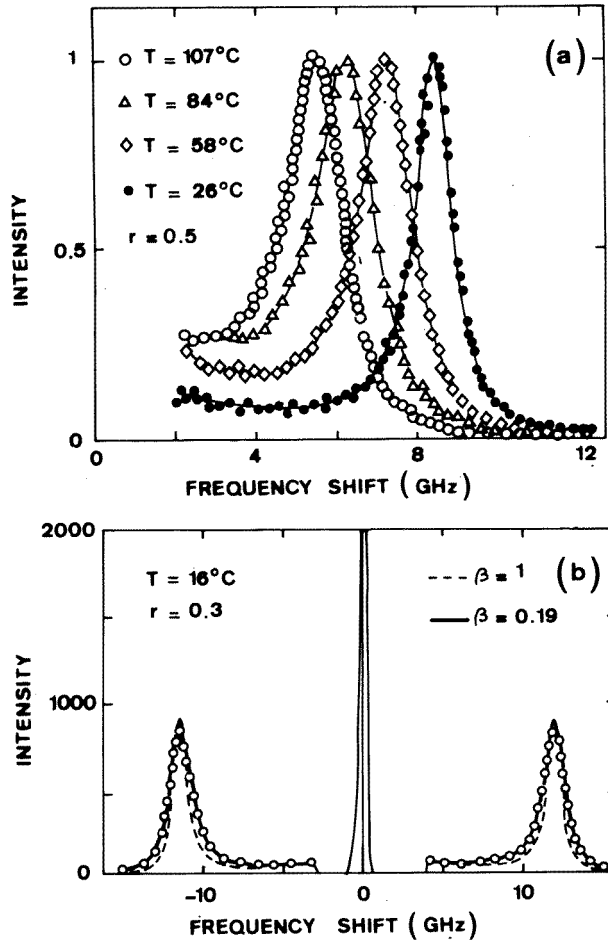 (a)
T = 107°C
T = 84°C
T = 58°C
T = 26°C
r = 0.5
INTENSITY
1
0.5
0
0
4
8
12
FREQUENCY SHIFT (GHz)
(b)
T = 16°C
r = 0.3
β = 1
β = 0.19
INTENSITY
2000
1000
0
-10
0
10
FREQUENCY SHIFT (GHz)